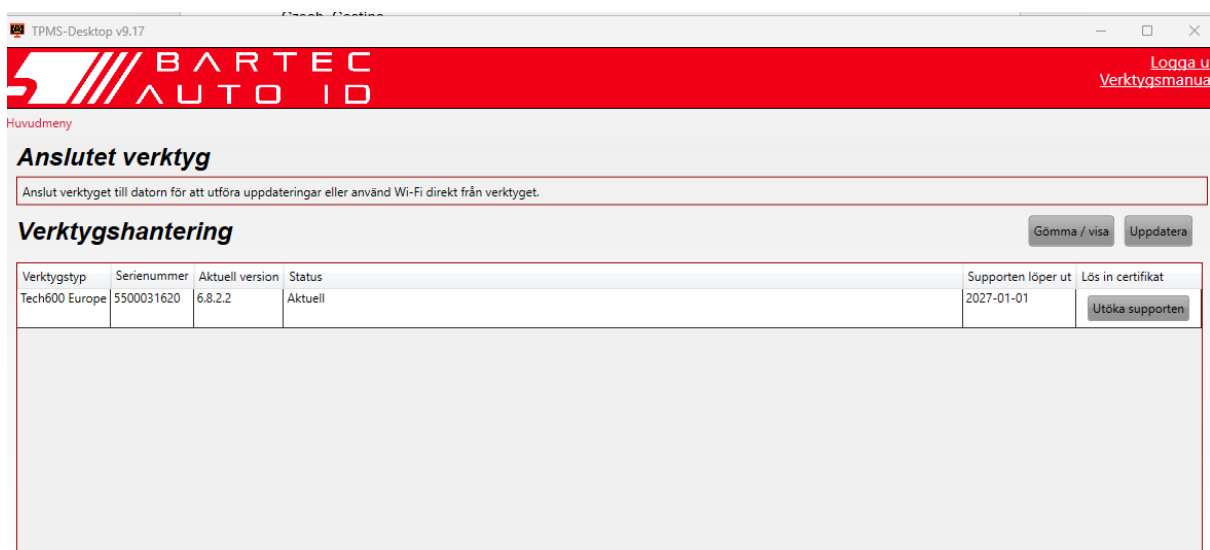 TPMS-Desktop v9.17
BARTEC
AUTO ID
Logga u
Verktygsmanua
Huvudmeny
Anslutet verktyg
Anslut verktyget till datorn för att utföra uppdateringar eller använd Wi-Fi direkt från verktyget.
Verktygshantering
Gömma / visa Uppdatera
Verktygstyp Serienummer Aktuell version Status Supporten löper ut Lös in certifikat
Tech600 Europe 5500031620 6.8.2.2 Aktuell 2027-01-01 Utöka supporten